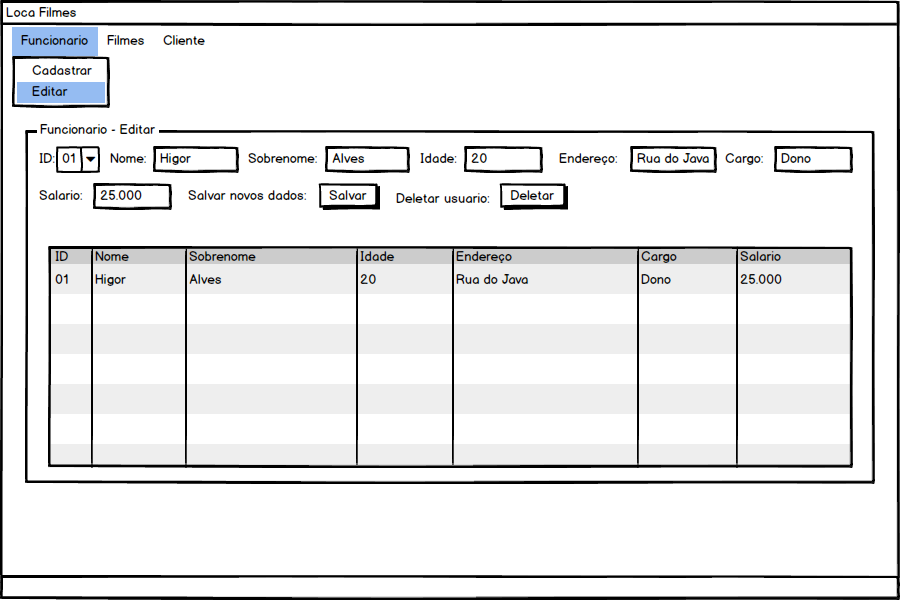 Loca Filmes
Funcionario Filmes Cliente
Cadastrar
Editar
Funcionario - Editar
ID: 01 Nome: Higor Sobrenome: Alves Idade: 20 Endereço: Rua do Java Cargo: Dono
Salario: 25.000 Salvar novos dados: Salvar Deletar usuario: Deletar
ID Nome Sobrenome Idade Endereço Cargo Salario
01 Higor Alves 20 Rua do Java Dono 25.000